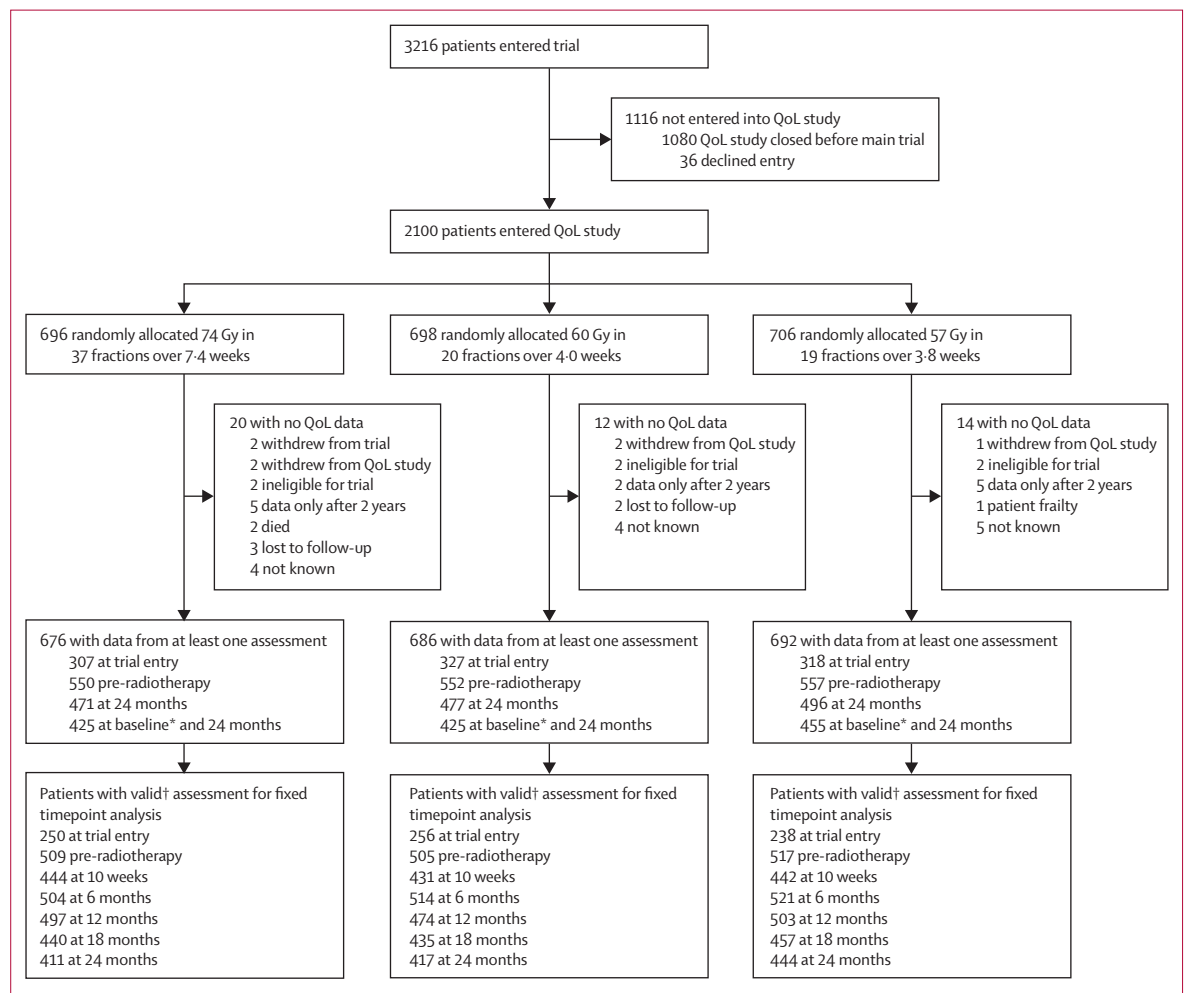 3216 patients entered trial
1116 not entered into QoL study
1080 QoL study closed before main trial
36 declined entry
2100 patients entered QoL study
696 randomly allocated 74 Gy in
37 fractions over 7·4 weeks
698 randomly allocated 60 Gy in
20 fractions over 4·0 weeks
706 randomly allocated 57 Gy in
19 fractions over 3·8 weeks
20 with no QoL data
2 withdrew from trial
2 withdrew from QoL study
2 ineligible for trial
5 data only after 2 years
2 died
3 lost to follow-up
4 not known
12 with no QoL data
2 withdrew from QoL study
2 ineligible for trial
2 data only after 2 years
2 lost to follow-up
4 not known
14 with no QoL data
1 withdrew from QoL study
2 ineligible for trial
5 data only after 2 years
1 patient frailty
5 not known
676 with data from at least one assessment
307 at trial entry
550 pre-radiotherapy
471 at 24 months
425 at baseline* and 24 months
686 with data from at least one assessment
327 at trial entry
552 pre-radiotherapy
477 at 24 months
425 at baseline* and 24 months
692 with data from at least one assessment
318 at trial entry
557 pre-radiotherapy
496 at 24 months
455 at baseline* and 24 months
Patients with valid† assessment for fixed
timepoint analysis
250 at trial entry
509 pre-radiotherapy
444 at 10 weeks
504 at 6 months
497 at 12 months
440 at 18 months
411 at 24 months
Patients with valid† assessment for fixed
timepoint analysis
256 at trial entry
505 pre-radiotherapy
431 at 10 weeks
514 at 6 months
474 at 12 months
435 at 18 months
417 at 24 months
Patients with valid† assessment for fixed
timepoint analysis
238 at trial entry
517 pre-radiotherapy
442 at 10 weeks
521 at 6 months
503 at 12 months
457 at 18 months
444 at 24 months